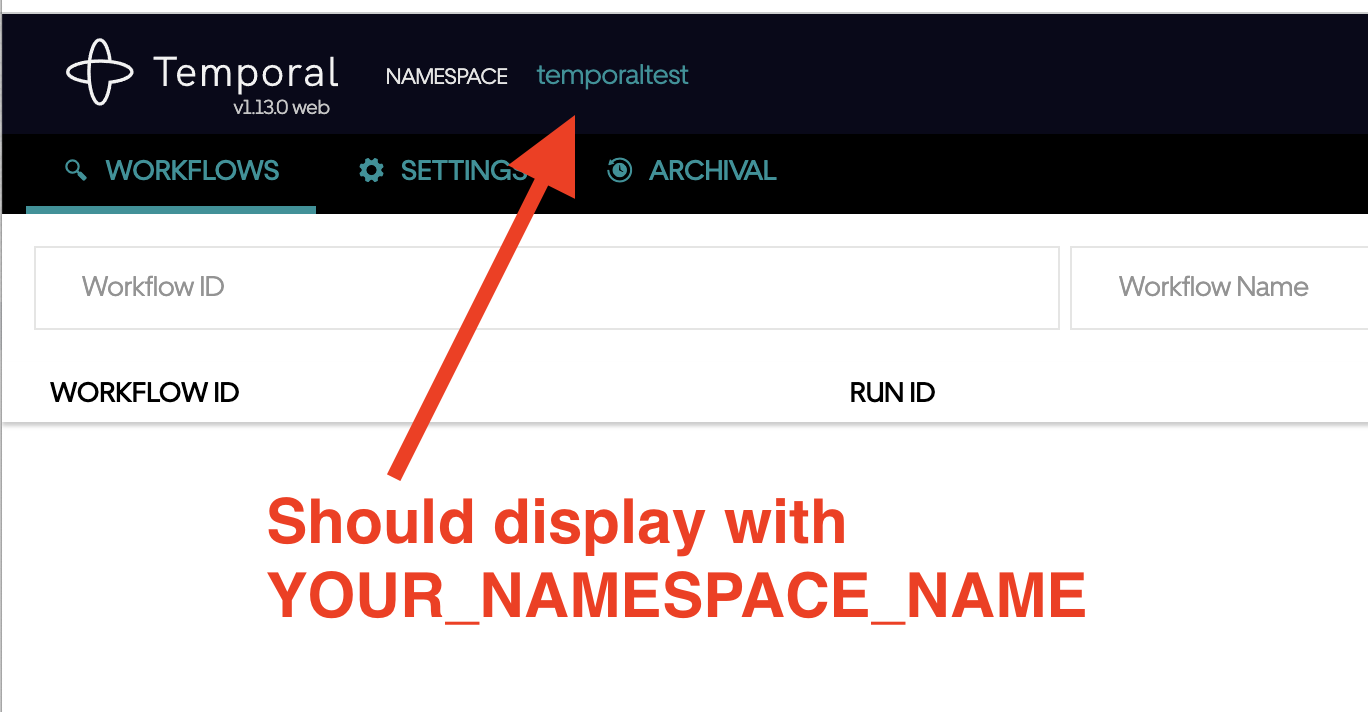 Temporal NAMESPACE temporaltest
v1.13.0 web
WORKFLOWS SETTINGS ARCHIVAL
Workflow ID Workflow Name
WORKFLOW ID RUN ID
Should display with
YOUR_NAMESPACE_NAME